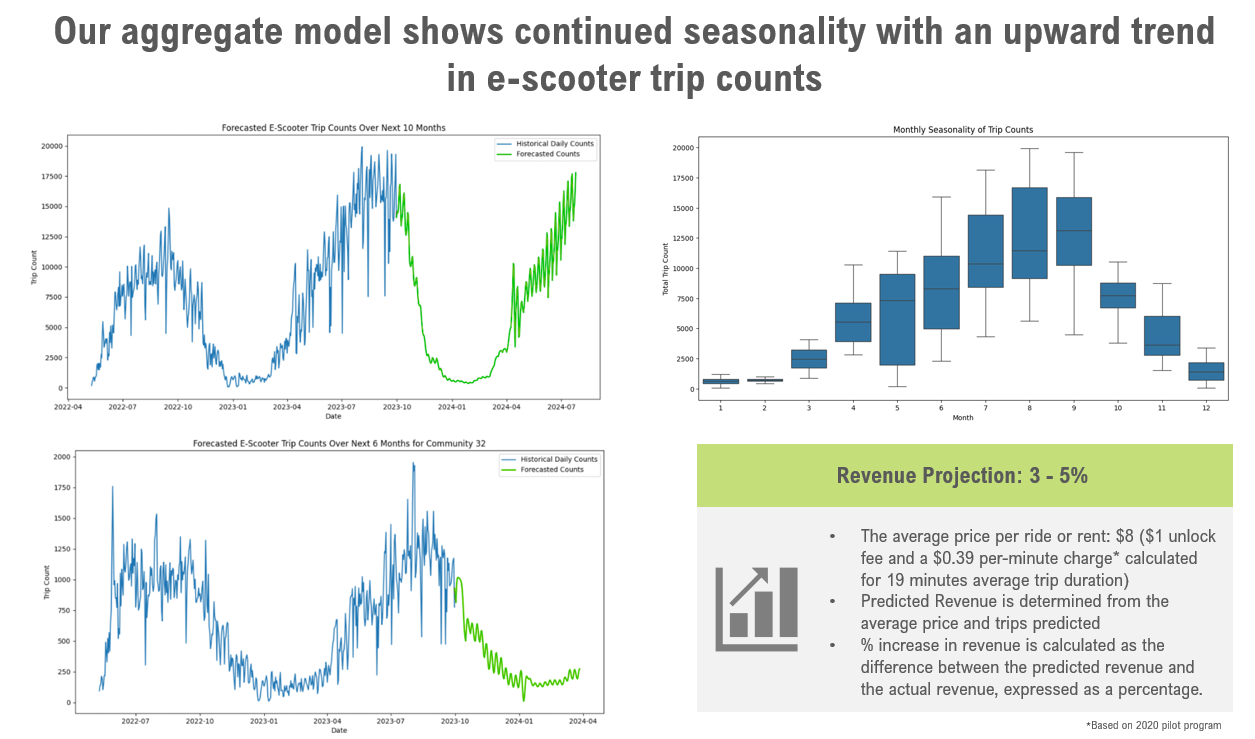 Our aggregate model shows continued seasonality with an upward trend
in e-scooter trip counts
Forecasted E-Scooter Trip Counts Over Next 10 Months
Historical Daily Counts
Forecasted Counts
Trip Count
20000
17500
15000
12500
10000
7500
5000
2500
0
2022-04
2022-07
2022-10
2023-01
2023-04
2023-07
2023-10
2024-01
2024-04
2024-07
Date
Monthly Seasonality of Trip Counts
Total Trip Count
20000
17500
15000
12500
10000
7500
5000
2500
0
1
2
3
4
5
6
7
8
9
10
11
12
Month
Forecasted E-Scooter Trip Counts Over Next 6 Months for Community 32
Historical Daily Counts
Forecasted Counts
Trip Count
2000
1750
1500
1250
1000
750
500
250
0
2022-07
2022-10
2023-01
2023-04
2023-07
2023-10
2024-01
2024-04
Date
Revenue Projection: 3 - 5%
• The average price per ride or rent: $8 ($1 unlock
fee and a $0.39 per-minute charge* calculated
for 19 minutes average trip duration)
• Predicted Revenue is determined from the
average price and trips predicted
• % increase in revenue is calculated as the
difference between the predicted revenue and
the actual revenue, expressed as a percentage.
*Based on 2020 pilot program